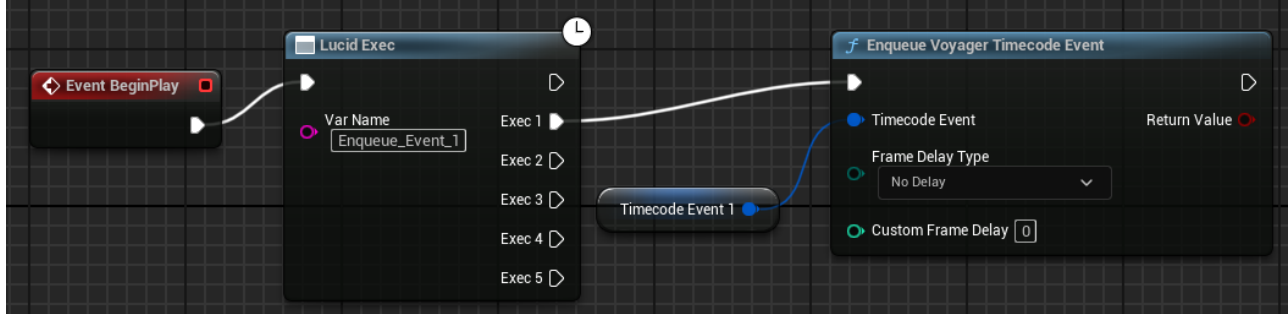 Event BeginPlay
Lucid Exec
Var Name
Enqueue_Event_1
Exec 1
Exec 2
Exec 3
Exec 4
Exec 5
Timecode Event 1
Enqueue Voyager Timecode Event
Timecode Event
Return Value
Frame Delay Type
No Delay
Custom Frame Delay 0